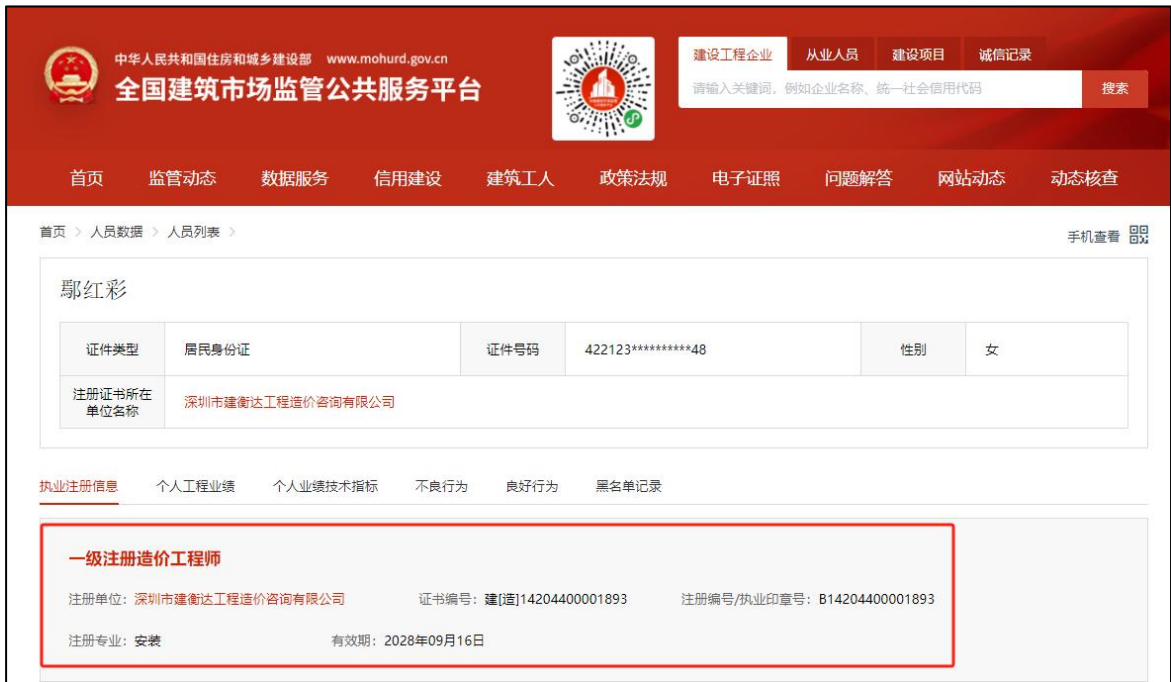 中华人民共和国住房和城乡建设部 www.mohurd.gov.cn
全国建筑市场监管公共服务平台
建设工程企业 从业人员 建设项目 诚信记录
请输入关键词，例如企业名称、统一社会信用代码 搜索
首页 监管动态 数据服务 信用建设 建筑工人 政策法规 电子证照 问题解答 网站动态 动态核查
首页 > 人员数据 > 人员列表 > 手机查看
鄢红彩
证件类型 居民身份证 证件号码 422123**********48 性别 女
注册证书所在
单位名称 深圳市建衡达工程造价咨询有限公司
执业注册信息 个人工程业绩 个人业绩技术指标 不良行为 良好行为 黑名单记录
一级注册造价工程师
注册单位：深圳市建衡达工程造价咨询有限公司 证书编号：建[造]14204400001893 注册编号/执业印章号：B14204400001893
注册专业：安装 有效期：2028年09月16日